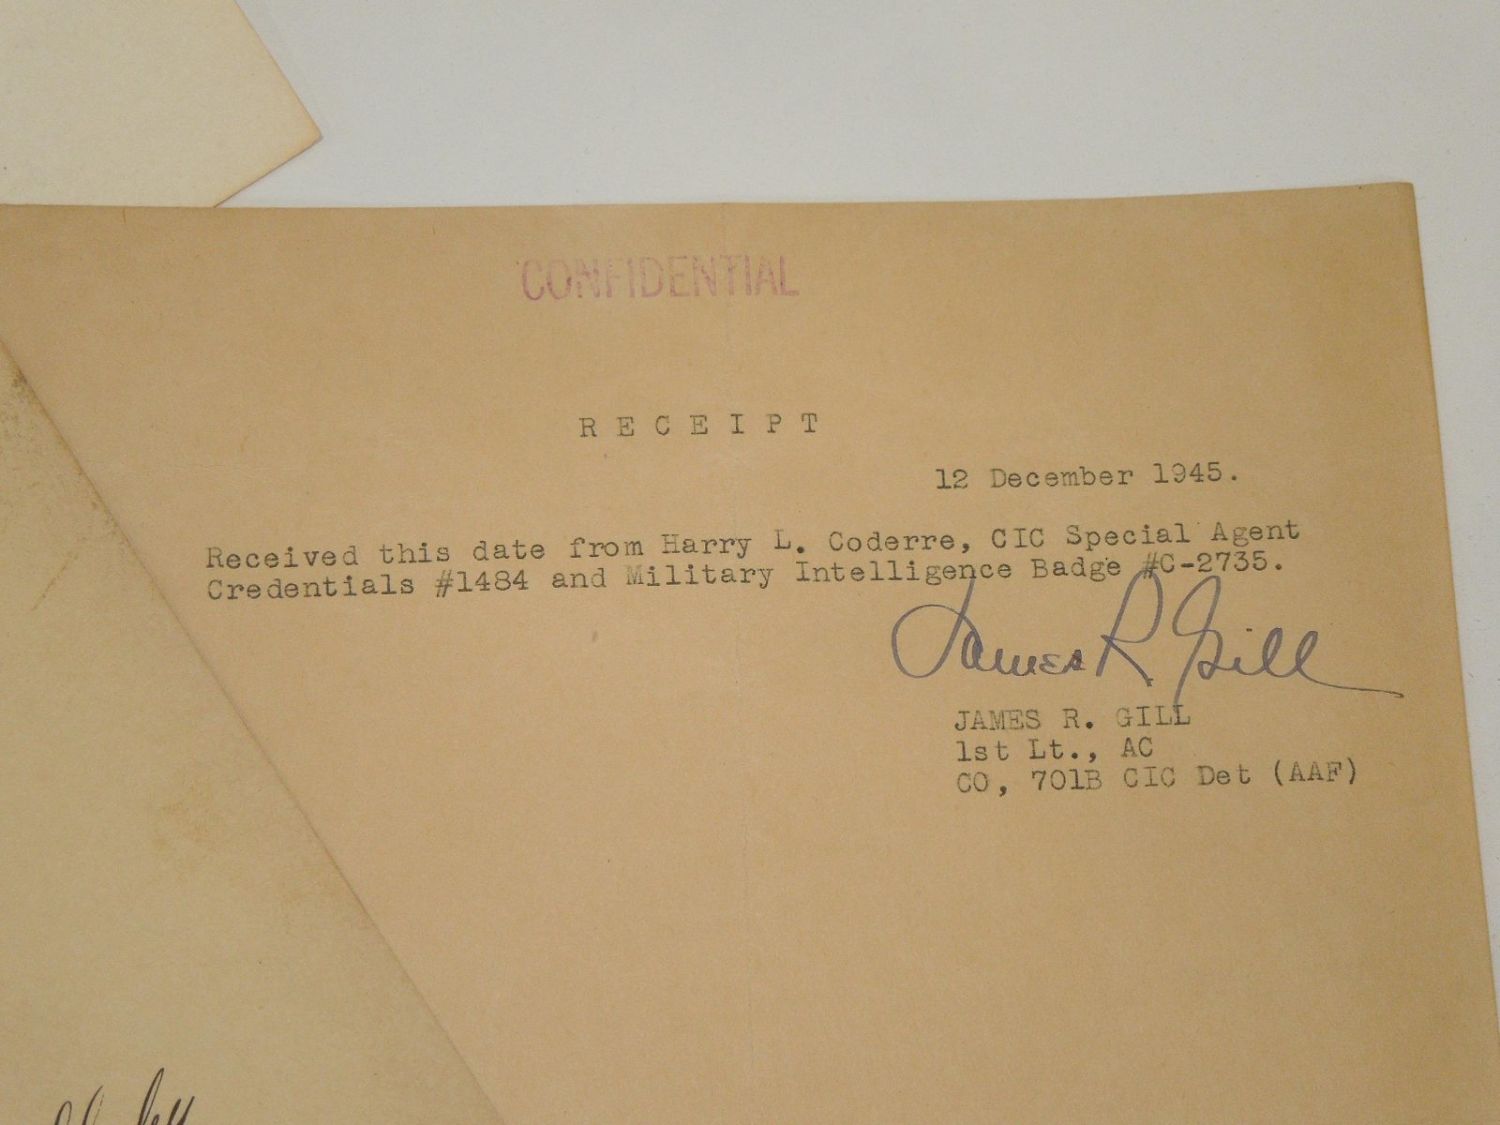 CONFIDENTIAL
R E C E I P T
12 December 1945.
Received this date from Harry L. Coderre, CIC Special Agent
Credentials #1484 and Military Intelligence Badge #C-2735.
James R Gill
JAMES R. GILL
1st Lt., AC
CO, 701B CIC Det (AAF)